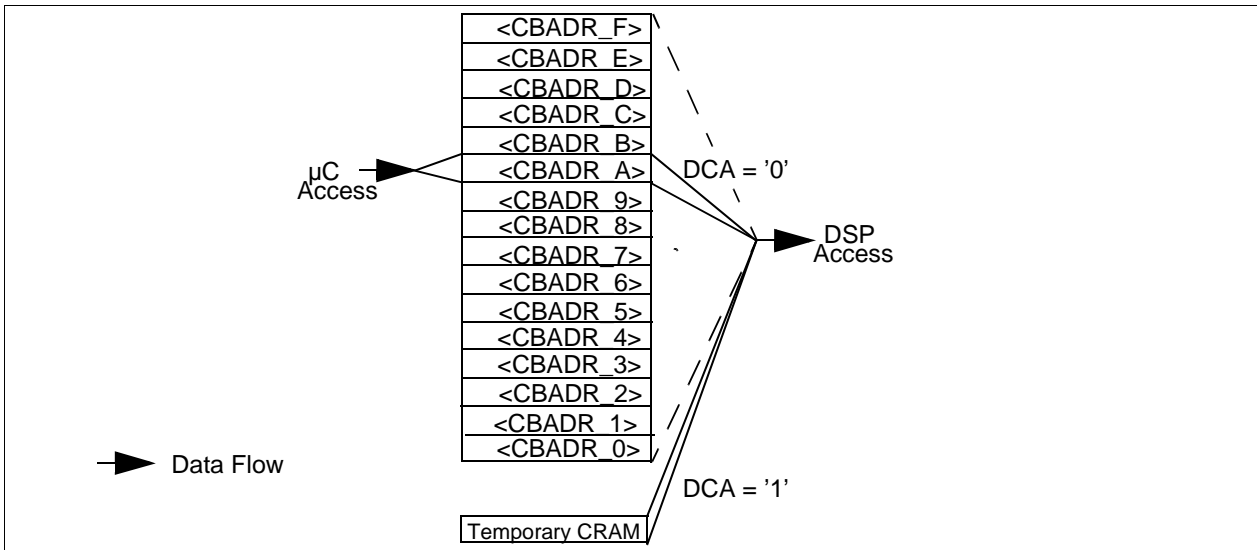 <CBADR_F>
<CBADR_E>
<CBADR_D>
<CBADR_C>
<CBADR_B>
<CBADR_A>
<CBADR_9>
<CBADR_8>
<CBADR_7>
<CBADR_6>
<CBADR_5>
<CBADR_4>
<CBADR_3>
<CBADR_2>
<CBADR_1>
<CBADR_0>
Temporary CRAM
µC
Access
DCA = '0'
DSP
Access
DCA = '1'
Data Flow